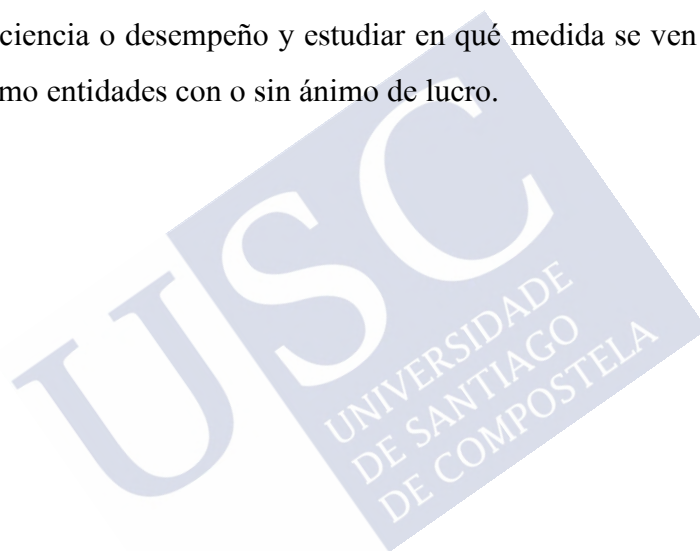 ciencia o desempeño y estudiar en qué medida se ven
mo entidades con o sin ánimo de lucro.
USC
UNIVERSIDADE
DE SANTIAGO
DE COMPOSTELA